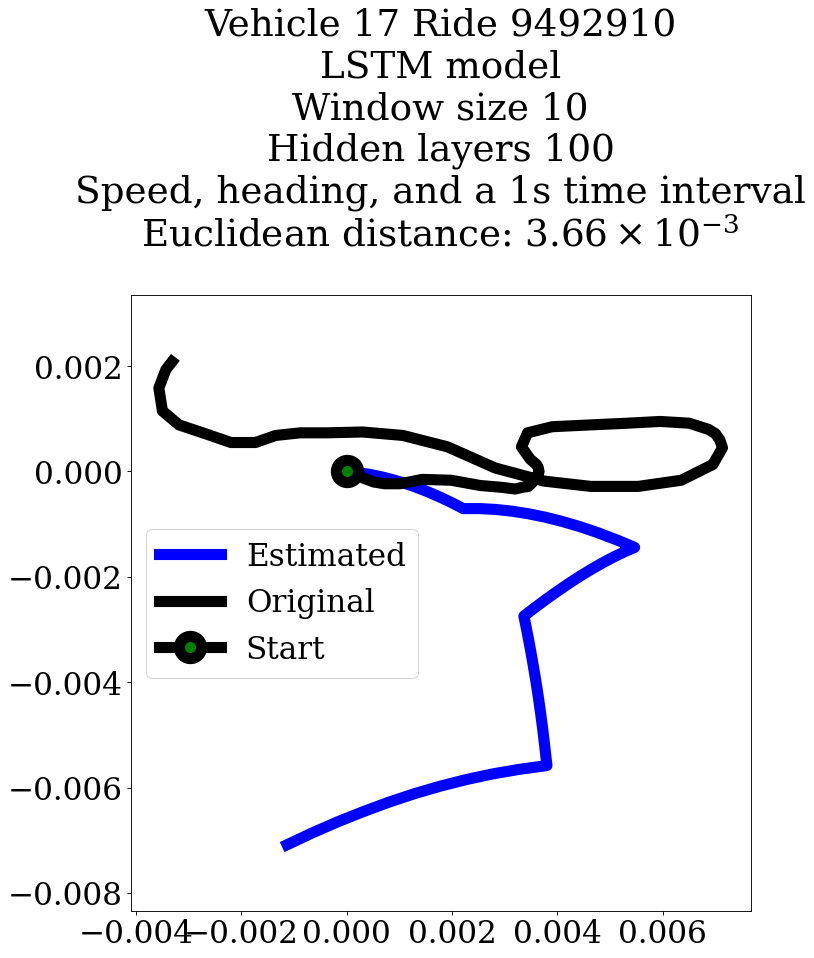 Vehicle 17 Ride 9492910
LSTM model
Window size 10
Hidden layers 100
Speed, heading, and a 1s time interval
Euclidean distance: 3.66 × 10⁻³
0.002
0.000
−0.002
−0.004
−0.006
−0.008
Estimated
Original
Start
−0.004 −0.002 0.000 0.002 0.004 0.006